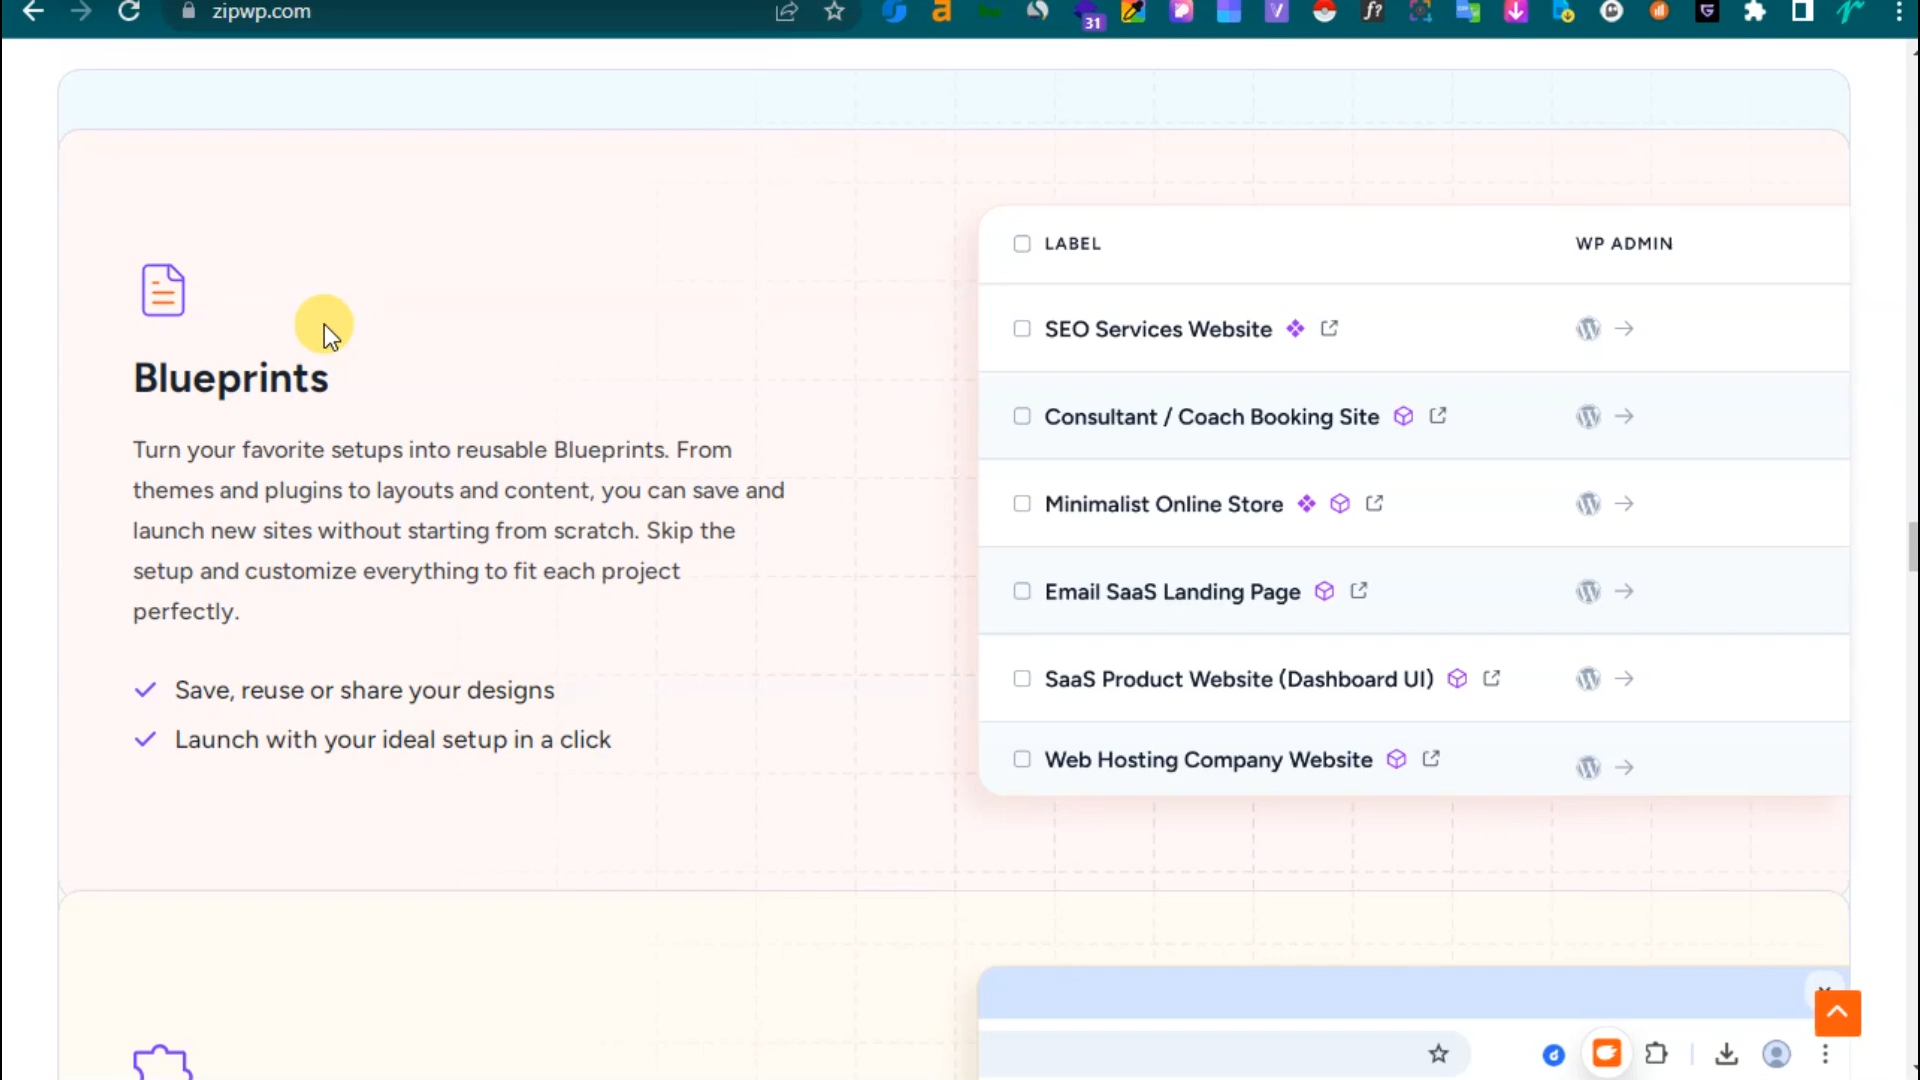 zipwp.com
31
f?
Blueprints
Turn your favorite setups into reusable Blueprints. From
themes and plugins to layouts and content, you can save and
launch new sites without starting from scratch. Skip the
setup and customize everything to fit each project
perfectly.
Save, reuse or share your designs
Launch with your ideal setup in a click
LABEL WP ADMIN
SEO Services Website
Consultant / Coach Booking Site
Minimalist Online Store
Email SaaS Landing Page
SaaS Product Website (Dashboard UI)
Web Hosting Company Website